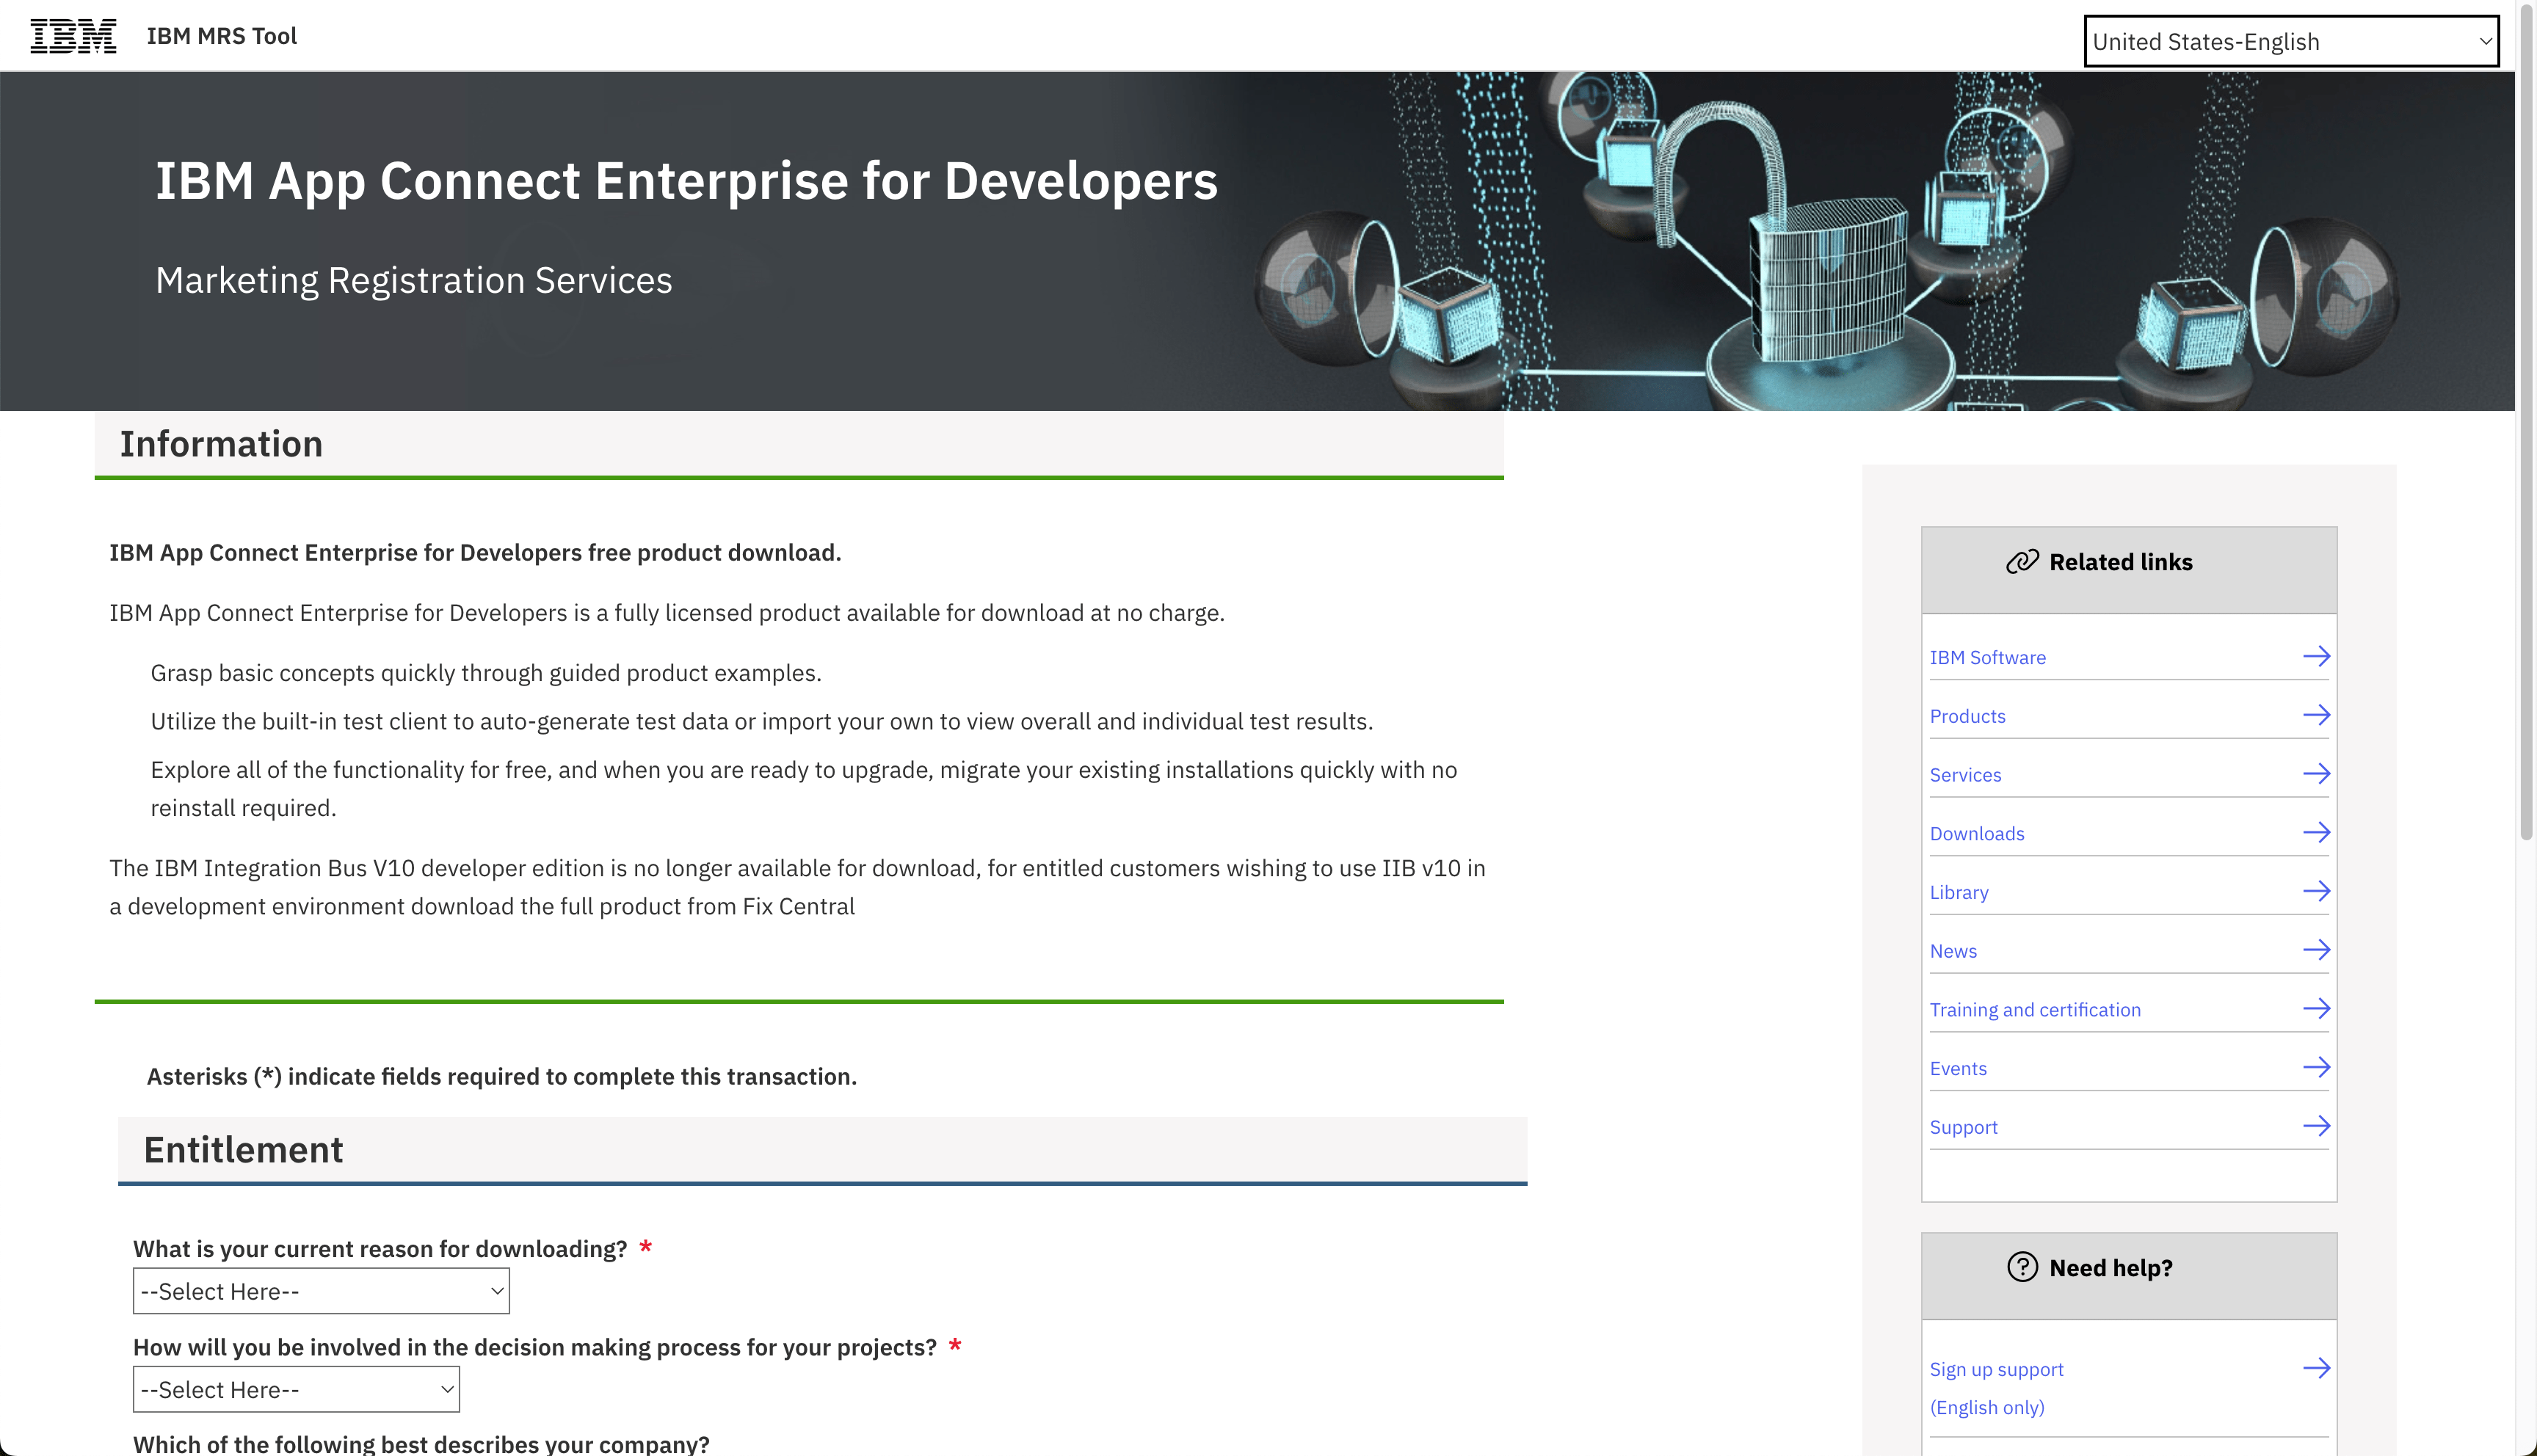 IBM IBM MRS Tool
United States-English
IBM App Connect Enterprise for Developers
Marketing Registration Services
Information
IBM App Connect Enterprise for Developers free product download.
IBM App Connect Enterprise for Developers is a fully licensed product available for download at no charge.
Grasp basic concepts quickly through guided product examples.
Utilize the built-in test client to auto-generate test data or import your own to view overall and individual test results.
Explore all of the functionality for free, and when you are ready to upgrade, migrate your existing installations quickly with no
reinstall required.
The IBM Integration Bus V10 developer edition is no longer available for download, for entitled customers wishing to use IIB v10 in
a development environment download the full product from Fix Central
Asterisks (*) indicate fields required to complete this transaction.
Entitlement
What is your current reason for downloading? *
--Select Here--
How will you be involved in the decision making process for your projects? *
--Select Here--
Which of the following best describes your company?
Related links
IBM Software
Products
Services
Downloads
Library
News
Training and certification
Events
Support
Need help?
Sign up support
(English only)